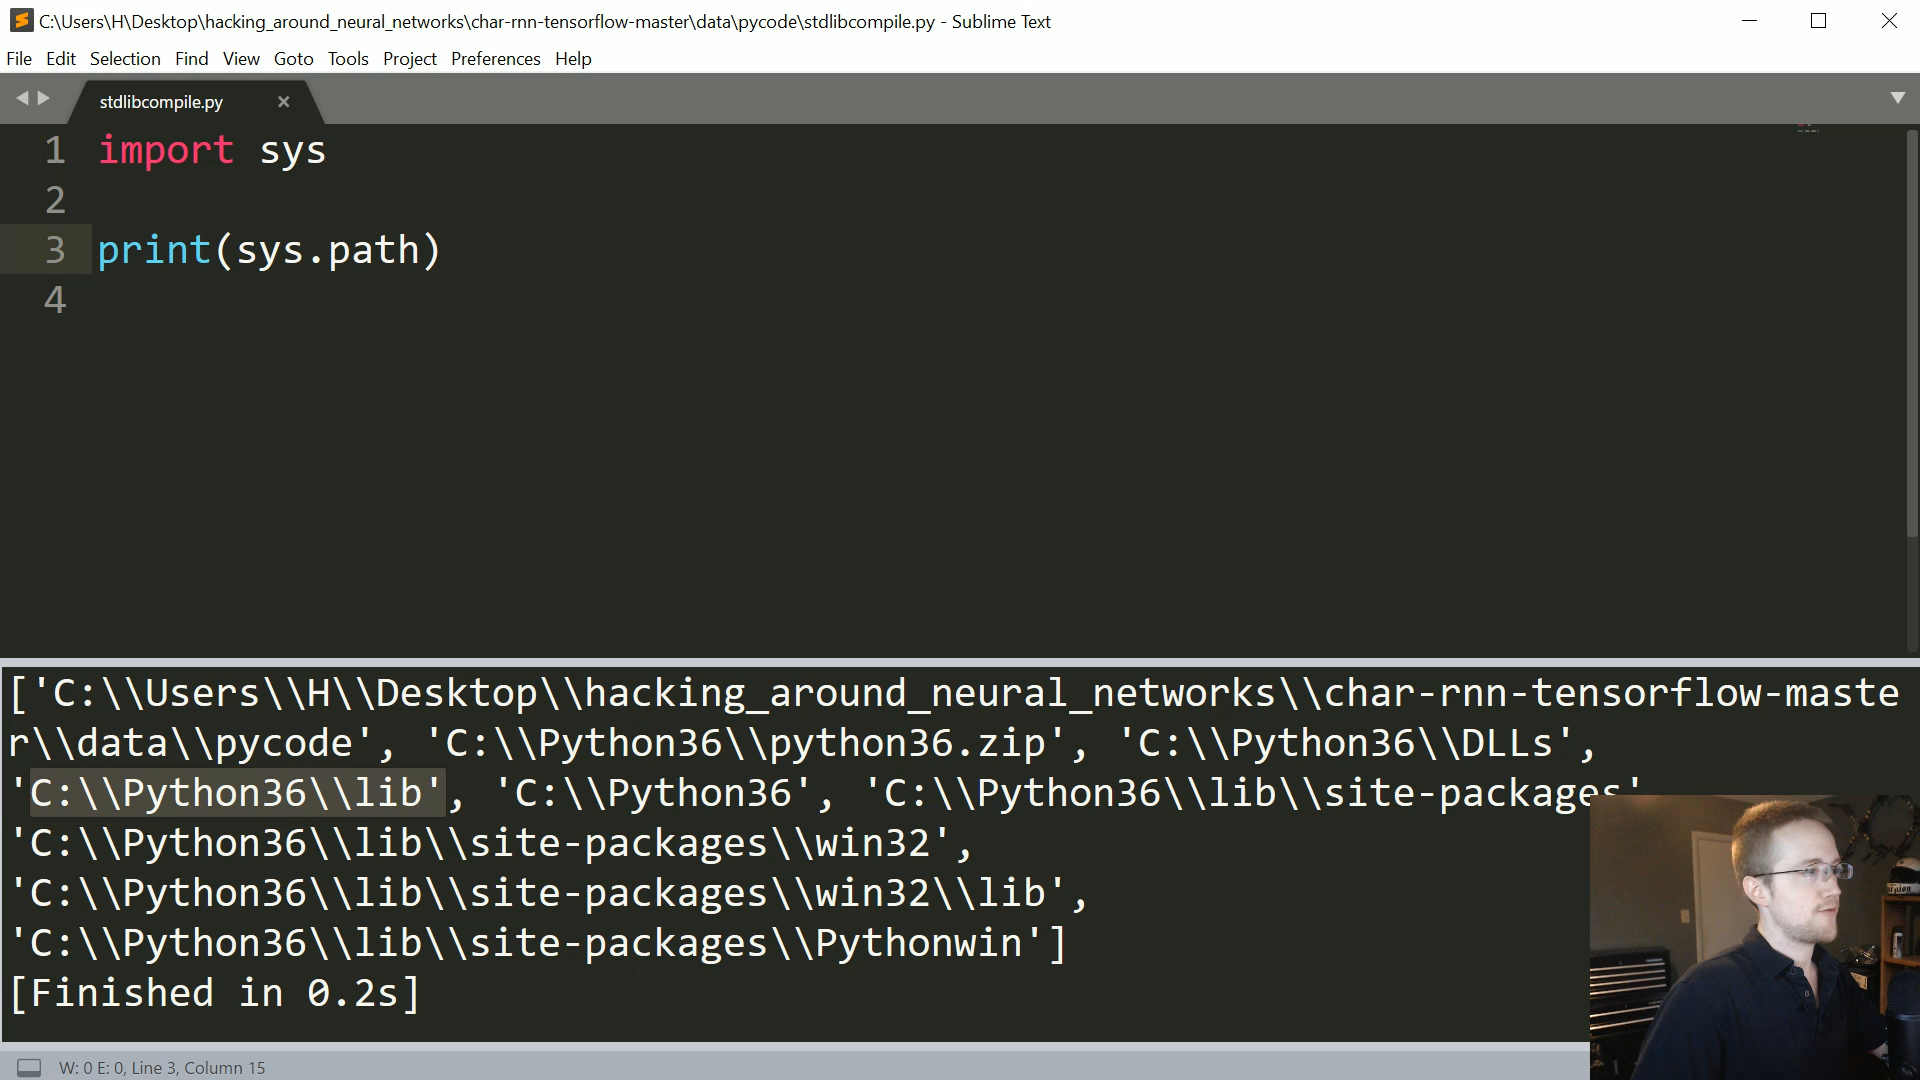 C:\Users\H\Desktop\hacking_around_neural_networks\char-rnn-tensorflow-master\data\pycode\stdlibcompile.py - Sublime Text
File Edit Selection Find View Goto Tools Project Preferences Help
stdlibcompile.py
1 import sys
2
3 print(sys.path)
4
['C:\\Users\\H\\Desktop\\hacking_around_neural_networks\\char-rnn-tensorflow-maste
r\\data\\pycode', 'C:\\Python36\\python36.zip', 'C:\\Python36\\DLLs',
'C:\\Python36\\lib', 'C:\\Python36', 'C:\\Python36\\lib\\site-packages'
'C:\\Python36\\lib\\site-packages\\win32',
'C:\\Python36\\lib\\site-packages\\win32\\lib',
'C:\\Python36\\lib\\site-packages\\Pythonwin']
[Finished in 0.2s]
W: 0 E: 0, Line 3, Column 15